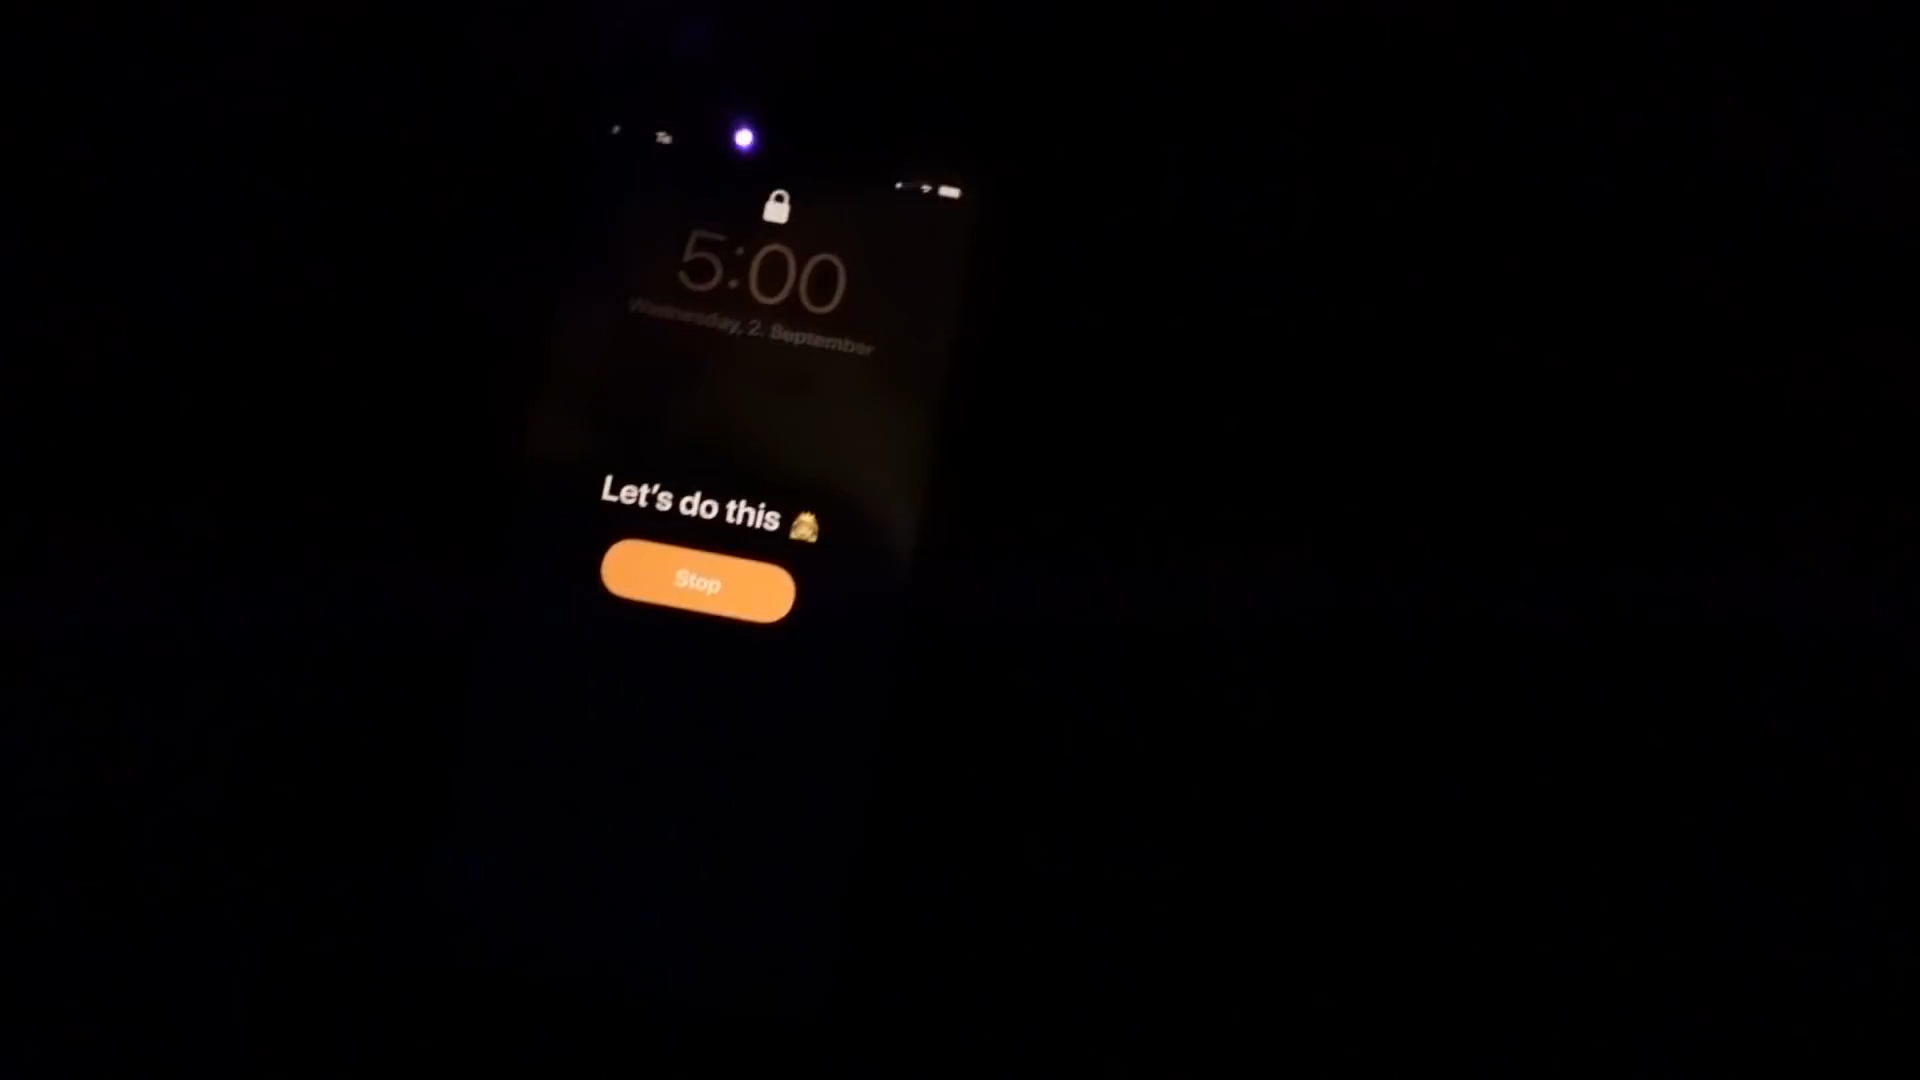 5:00
Wednesday, 2. September
Let's do this 👸
Stop